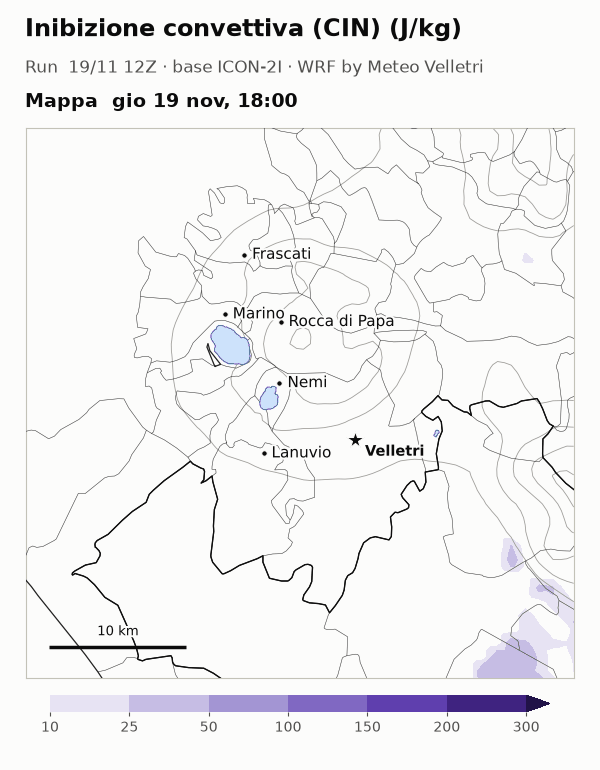 Inibizione convettiva (CIN) (J/kg)
Run  19/11 12Z · base ICON-2I · WRF by Meteo Velletri
Mappa  gio 19 nov, 18:00
Frascati
Marino
Rocca di Papa
Nemi
Velletri
Lanuvio
10 km
10 25 50 100 150 200 300